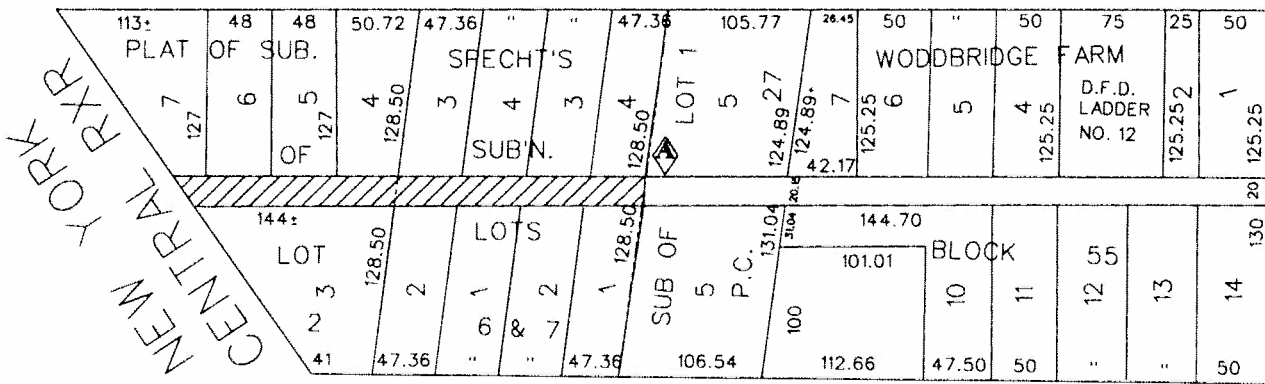 113± 48 48 50.72 47.36 " " 47.36 105.77 26.45 50 " 50 75 25 50
PLAT OF SUB. SPECHT'S LOT 1 WOODBRIDGE FARM
7 127 6 5 127 4 128.50 3 4 3 4 128.50 5 27 124.89 124.89+ 7 125.25 6 5 4 125.25 D.F.D. 125.25 2 1 125.25
LADDER
NO. 12
OF SUB'N. A 42.17
20.15 20
NEW YORK
CENTRAL RXR
144± LOTS 144.70
LOT 128.50 128.50 SUB OF 131.04 31.04 101.01 BLOCK 55 130
3 2 1 2 1 5 P.C. 10 11 12 13 14
2 6 & 7 100
41 47.36 " " 47.36 106.54 112.66 47.50 50 " " 50